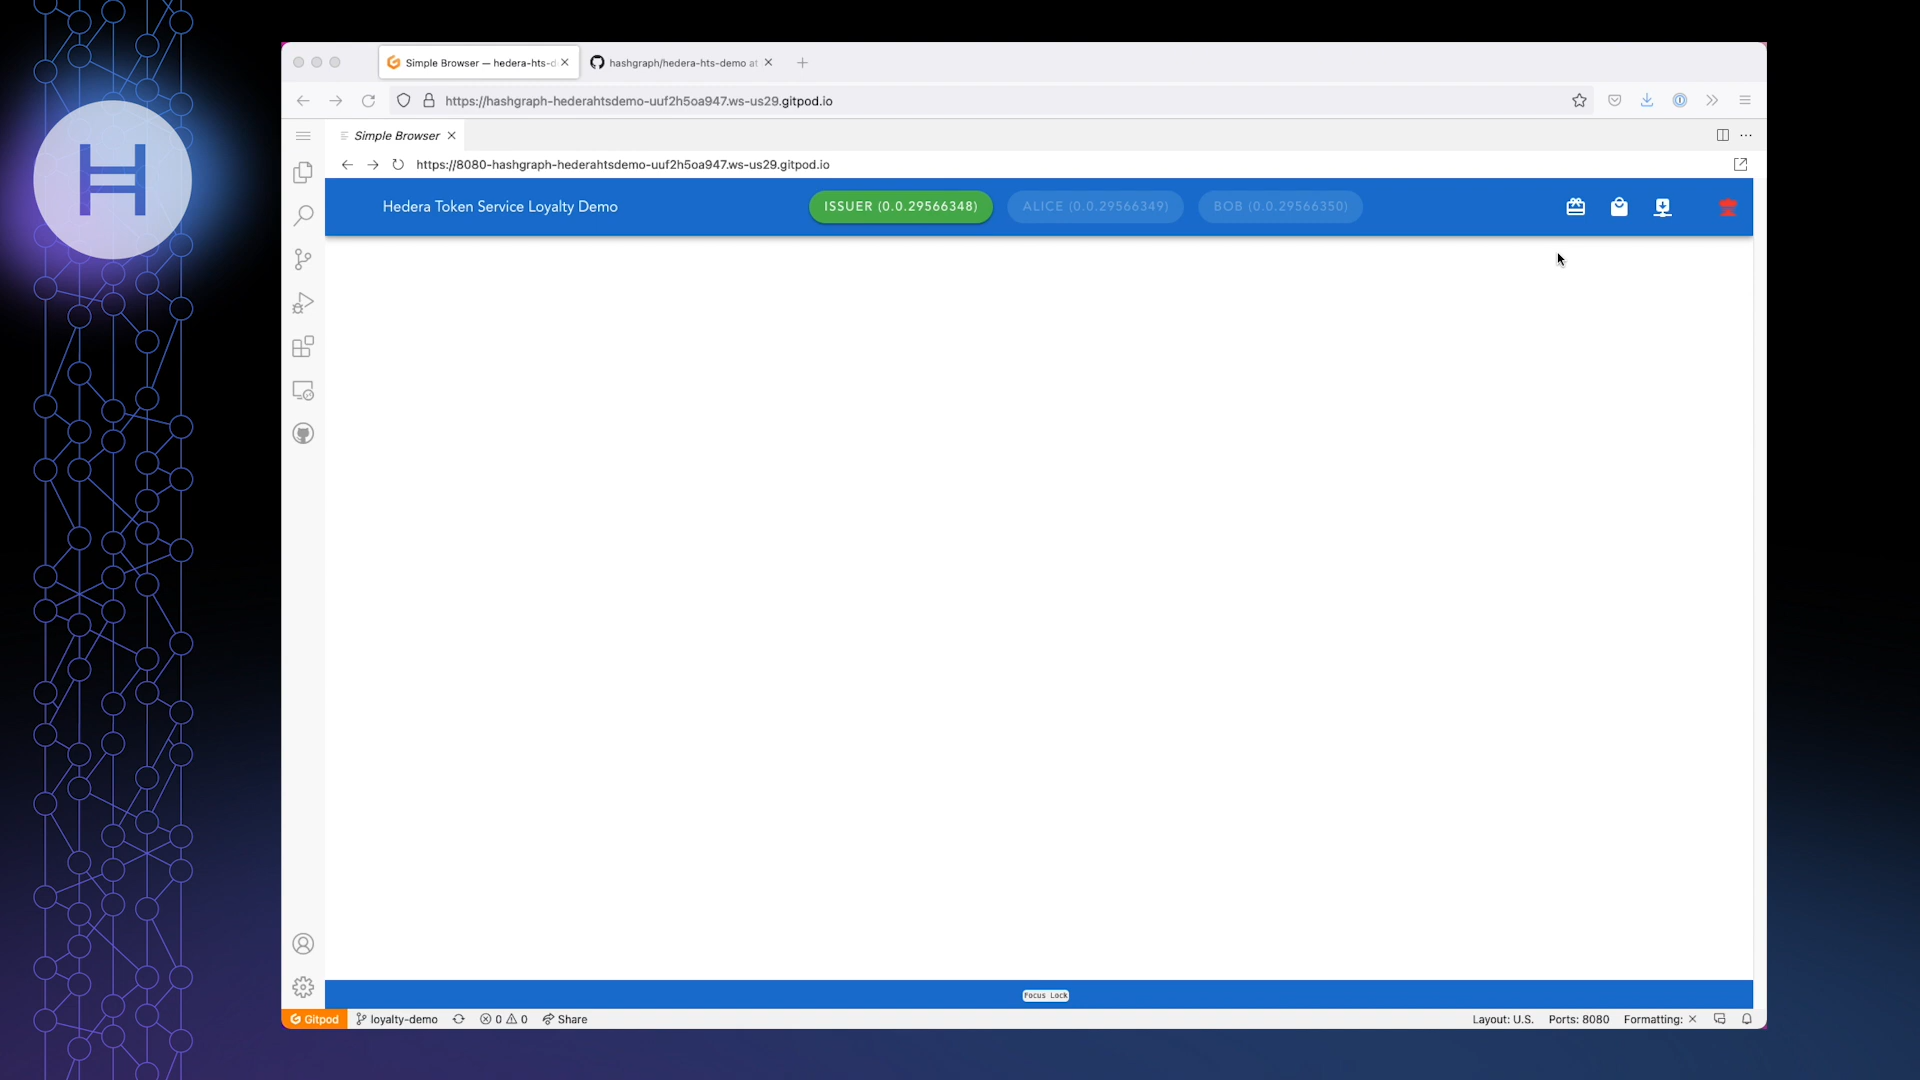 Simple Browser — hedera-hts-d
hashgraph/hedera-hts-demo at
https://hashgraph-hederahtsdemo-uuf2h5oa947.ws-us29.gitpod.io
Simple Browser
https://8080-hashgraph-hederahtsdemo-uuf2h5oa947.ws-us29.gitpod.io
Hedera Token Service Loyalty Demo
ISSUER (0.0.29566348)
ALICE (0.0.29566349)
BOB (0.0.29566350)
Focus Lock
Gitpod
loyalty-demo
0
0
Share
Layout: U.S.
Ports: 8080
Formatting: ×